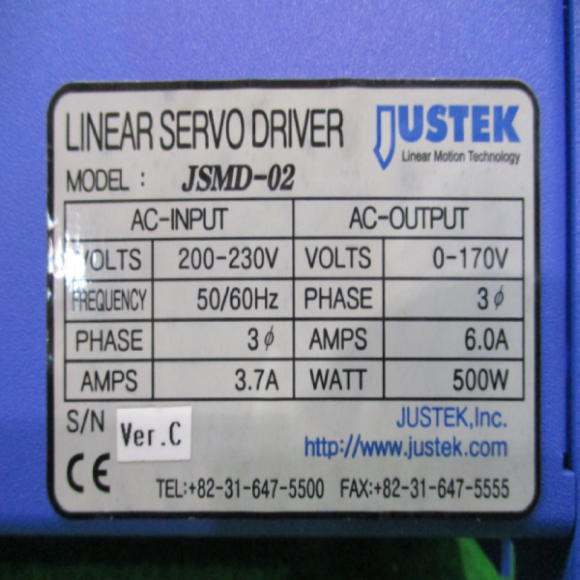 LINEAR SERVO DRIVER
JUSTEK
Linear Motion Technology
MODEL : JSMD-02
AC-INPUT AC-OUTPUT
VOLTS 200-230V VOLTS 0-170V
FREQUENCY 50/60Hz PHASE 3ϕ
PHASE 3ϕ AMPS 6.0A
AMPS 3.7A WATT 500W
S/N Ver.C JUSTEK,Inc.
http://www.justek.com
CE TEL:+82-31-647-5500 FAX:+82-31-647-5555